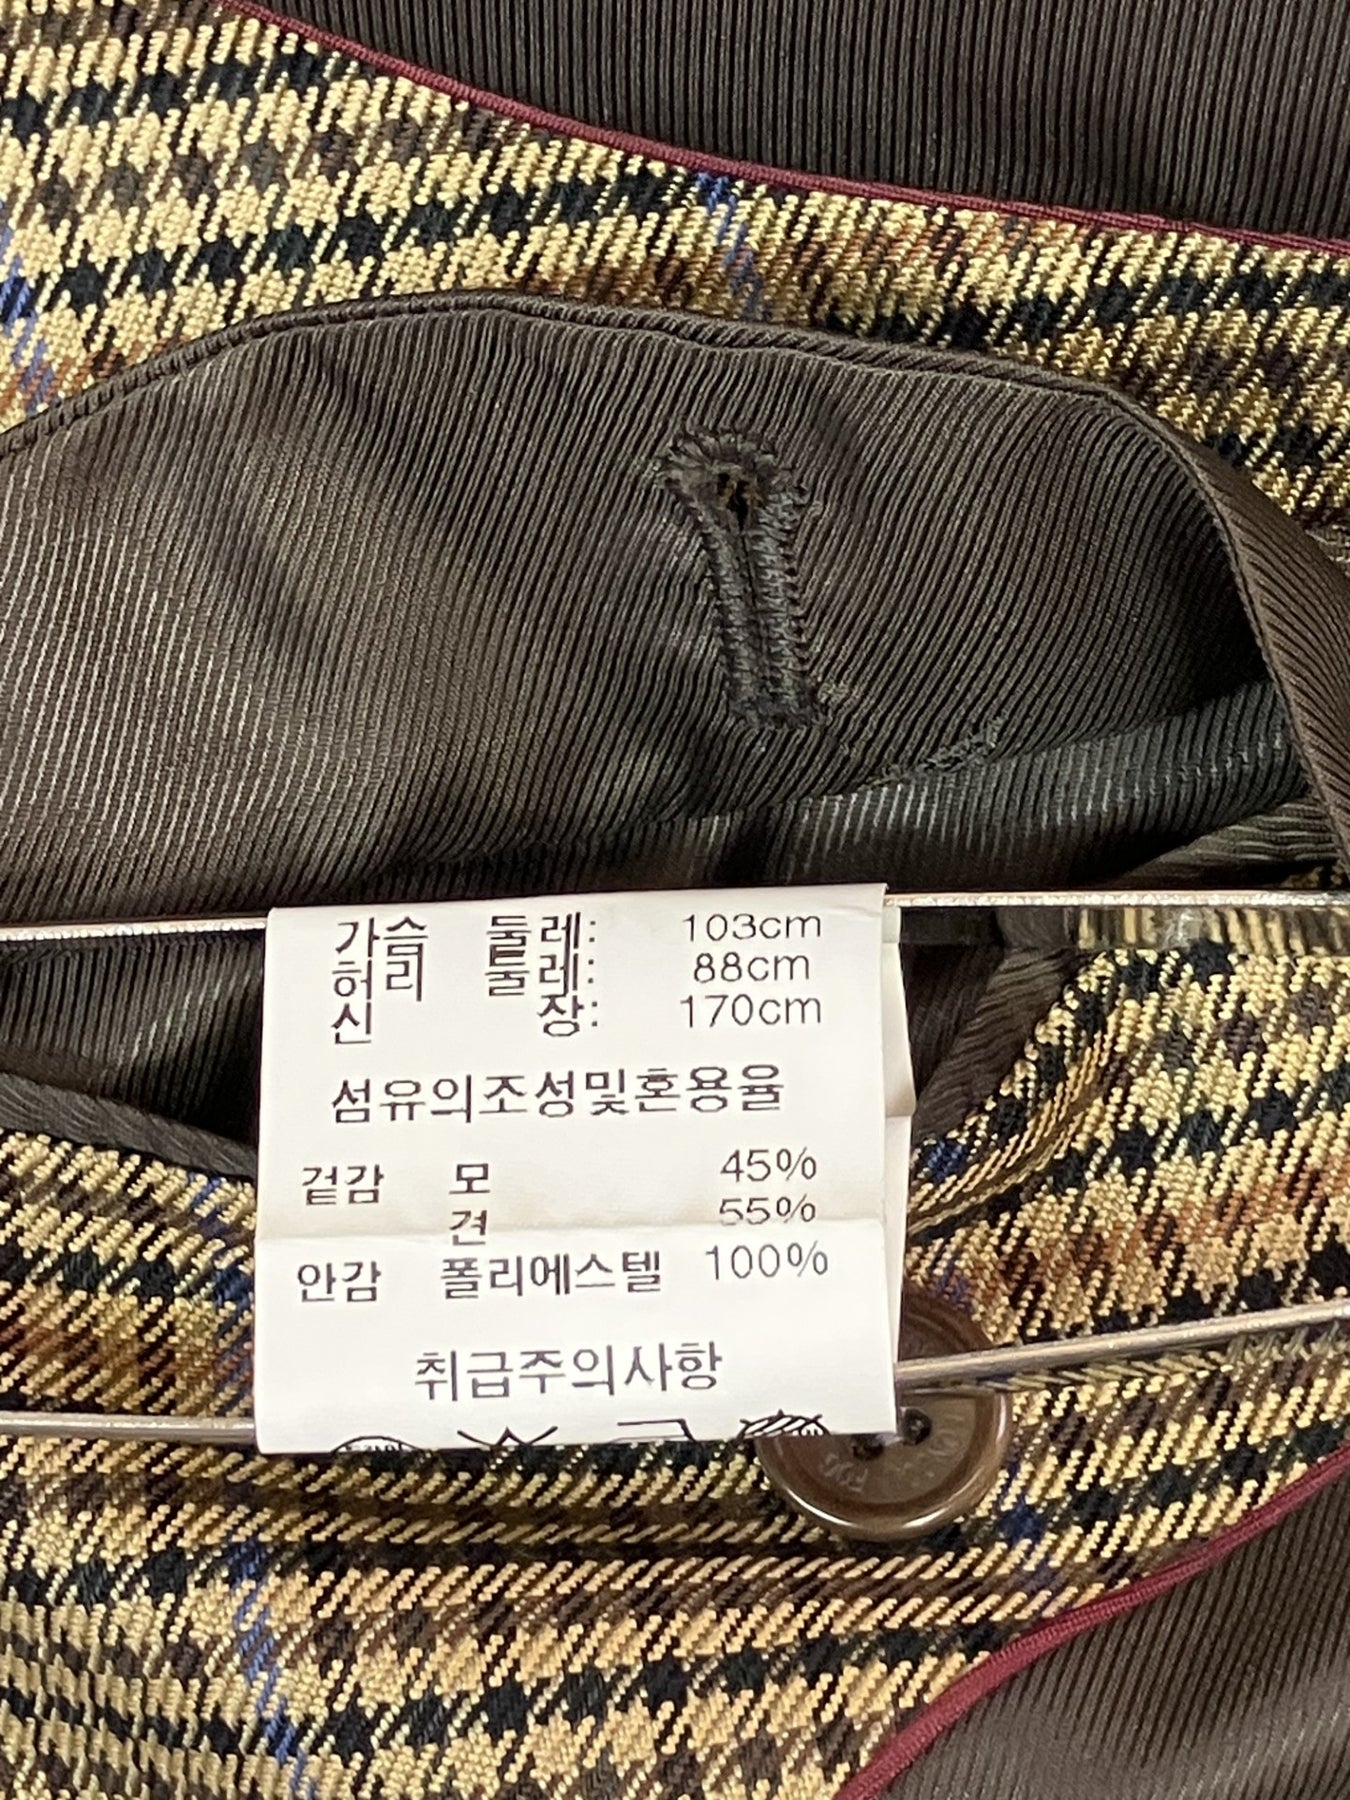 가슴 둘레: 103cm
허리 둘레: 88cm
신 장: 170cm
섬유의조성및혼용율
겉감 모 45%
견 55%
안감 폴리에스텔 100%
취급주의사항